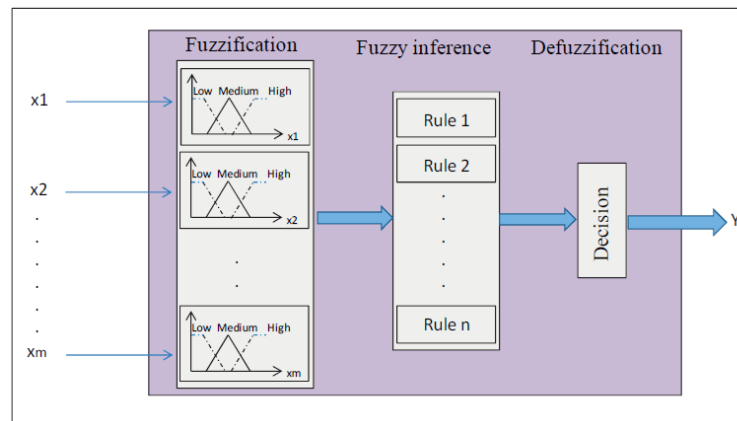 Fuzzification
Fuzzy inference
Defuzzification
x1
Low Medium High
x1
x2
Low Medium High
x2
.
.
.
.
.
.
xm
.
.
Low Medium High
xm
Rule 1
Rule 2
.
.
.
.
.
Rule n
Decision
Y